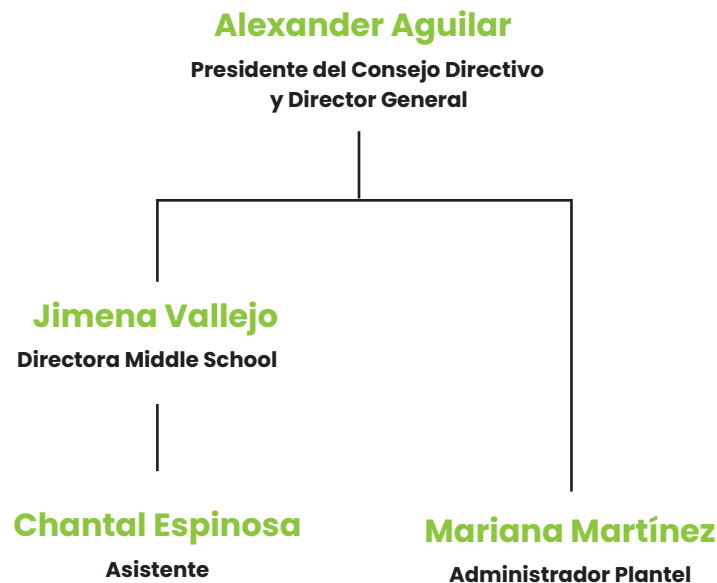 Alexander Aguilar
Presidente del Consejo Directivo
y Director General
Jimena Vallejo
Directora Middle School
Chantal Espinosa
Asistente
Mariana Martínez
Administrador Plantel